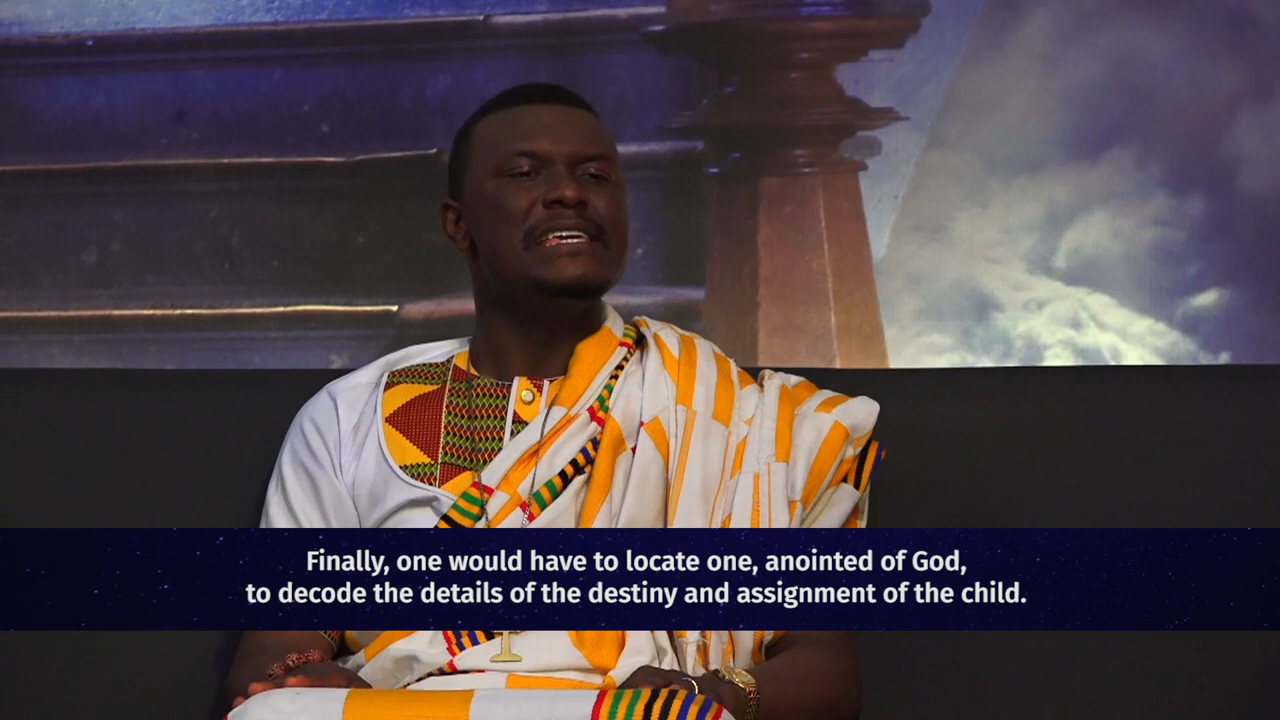 Finally, one would have to locate one, anointed of God,
to decode the details of the destiny and assignment of the child.